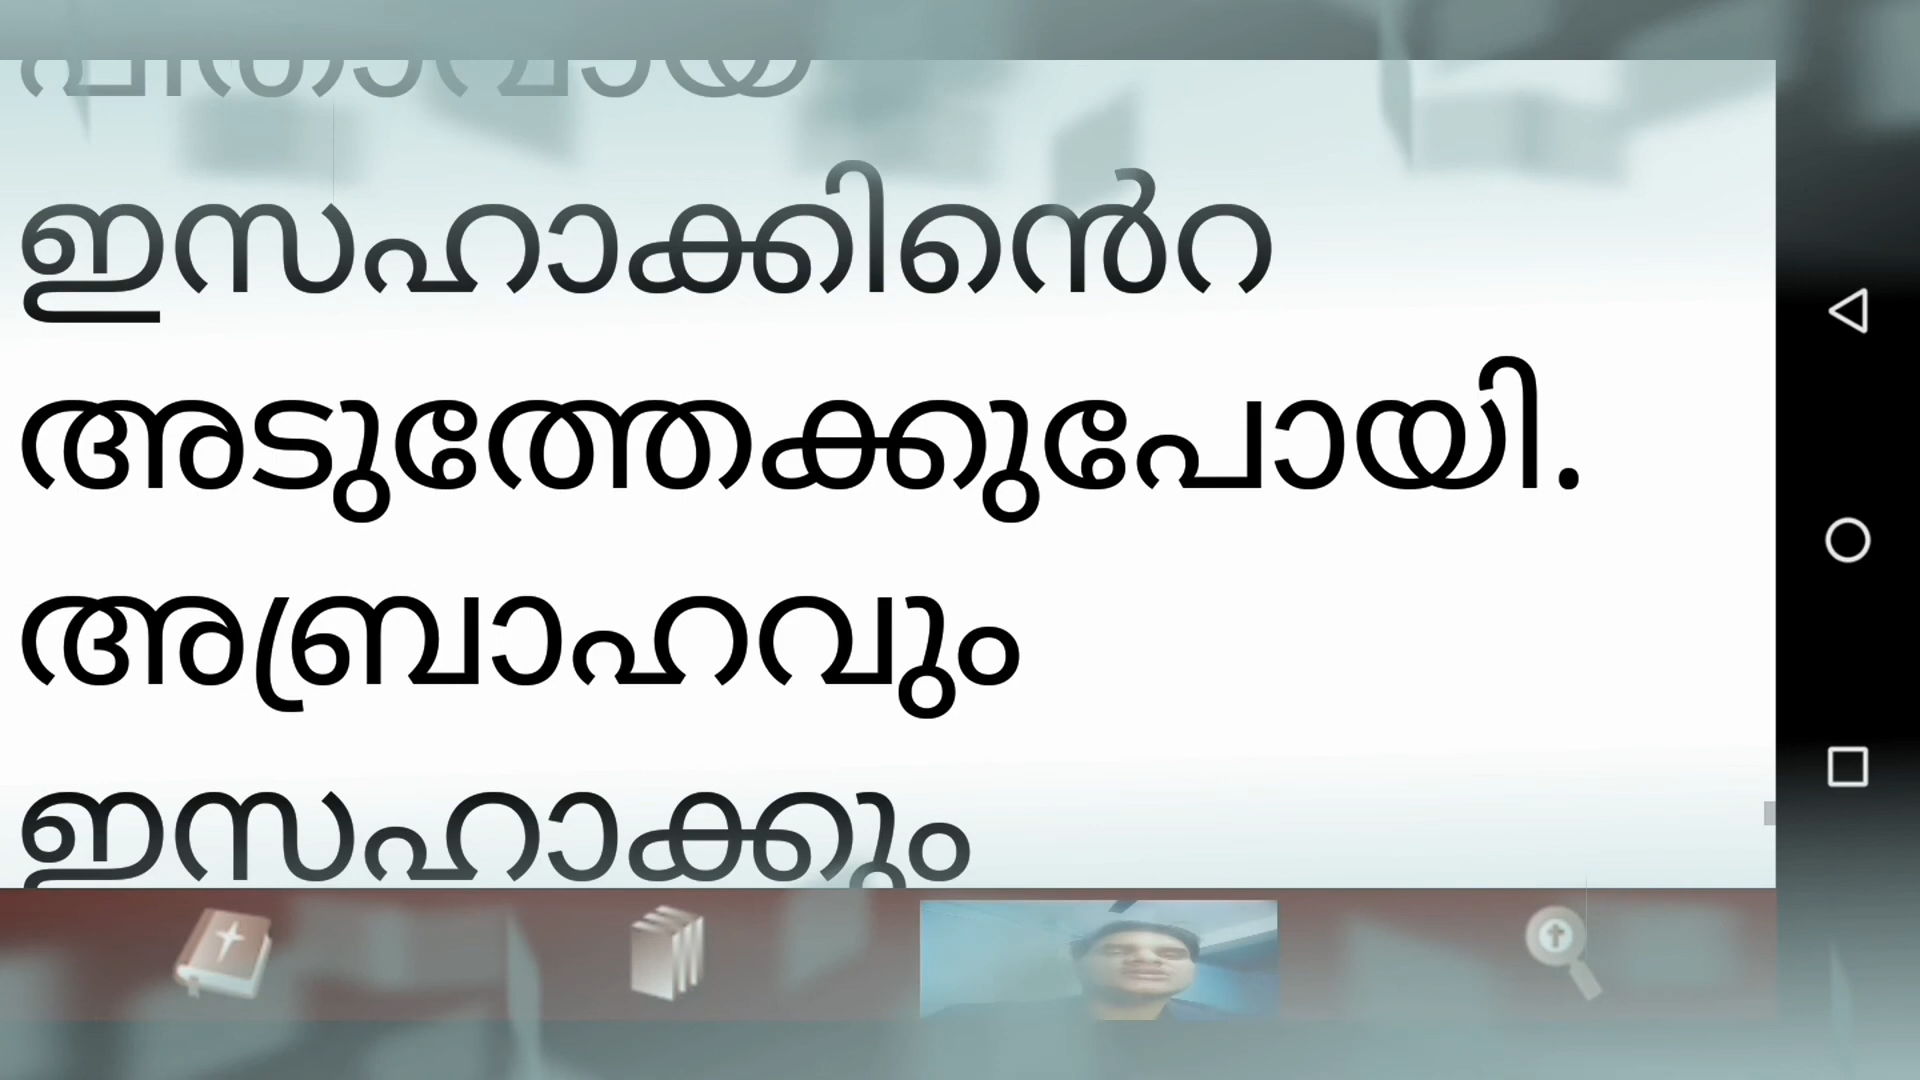 പിതാവായ
ഇസഹാക്കിൻെറ
അടുത്തേക്കുപോയി.
അബ്രാഹവും
ഇസഹാക്കും